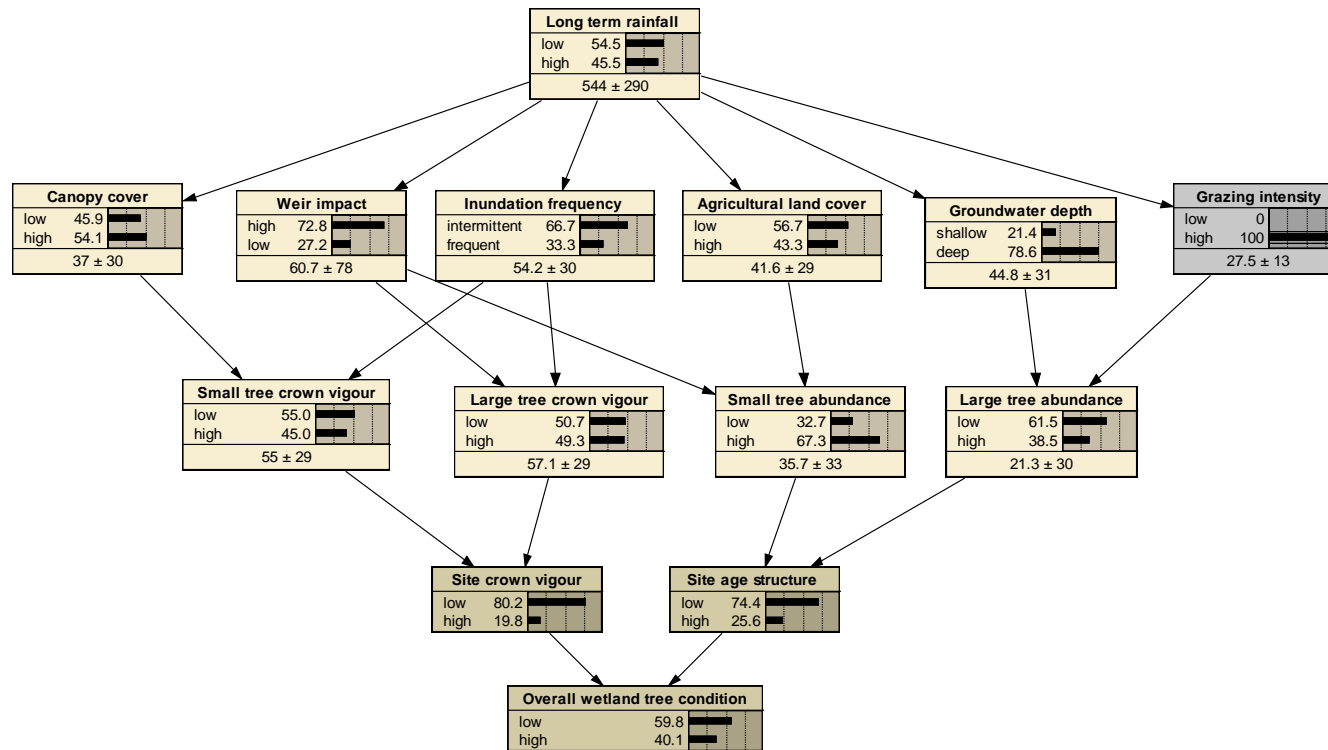 Long term rainfall
low 54.5
high 45.5
544 ± 290
Canopy cover
low 45.9
high 54.1
37 ± 30
Weir impact
high 72.8
low 27.2
60.7 ± 78
Inundation frequency
intermittent 66.7
frequent 33.3
54.2 ± 30
Agricultural land cover
low 56.7
high 43.3
41.6 ± 29
Groundwater depth
shallow 21.4
deep 78.6
44.8 ± 31
Grazing intensity
low 0
high 100
27.5 ± 13
Small tree crown vigour
low 55.0
high 45.0
55 ± 29
Large tree crown vigour
low 50.7
high 49.3
57.1 ± 29
Small tree abundance
low 32.7
high 67.3
35.7 ± 33
Large tree abundance
low 61.5
high 38.5
21.3 ± 30
Site crown vigour
low 80.2
high 19.8
Site age structure
low 74.4
high 25.6
Overall wetland tree condition
low 59.8
high 40.1